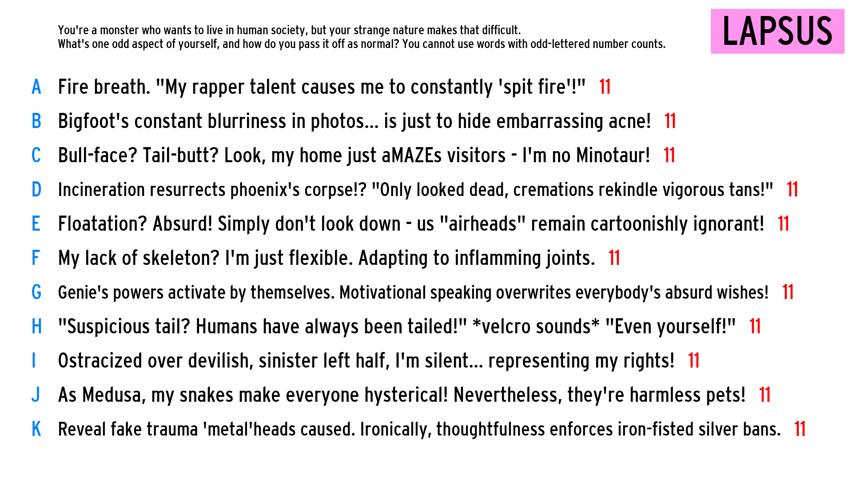 You're a monster who wants to live in human society, but your strange nature makes that difficult.
What's one odd aspect of yourself, and how do you pass it off as normal? You cannot use words with odd-lettered number counts.
LAPSUS
A Fire breath. "My rapper talent causes me to constantly 'spit fire'!" 11
B Bigfoot's constant blurriness in photos... is just to hide embarrassing acne! 11
C Bull-face? Tail-butt? Look, my home just aMAZEs visitors - I'm no Minotaur! 11
D Incineration resurrects phoenix's corpse!? "Only looked dead, cremations rekindle vigorous tans!" 11
E Floatation? Absurd! Simply don't look down - us "airheads" remain cartoonishly ignorant! 11
F My lack of skeleton? I'm just flexible. Adapting to inflamming joints. 11
G Genie's powers activate by themselves. Motivational speaking overwrites everybody's absurd wishes! 11
H "Suspicious tail? Humans have always been tailed!" *velcro sounds* "Even yourself!" 11
I Ostracized over devilish, sinister left half, I'm silent... representing my rights! 11
J As Medusa, my snakes make everyone hysterical! Nevertheless, they're harmless pets! 11
K Reveal fake trauma 'metal'heads caused. Ironically, thoughtfulness enforces iron-fisted silver bans. 11